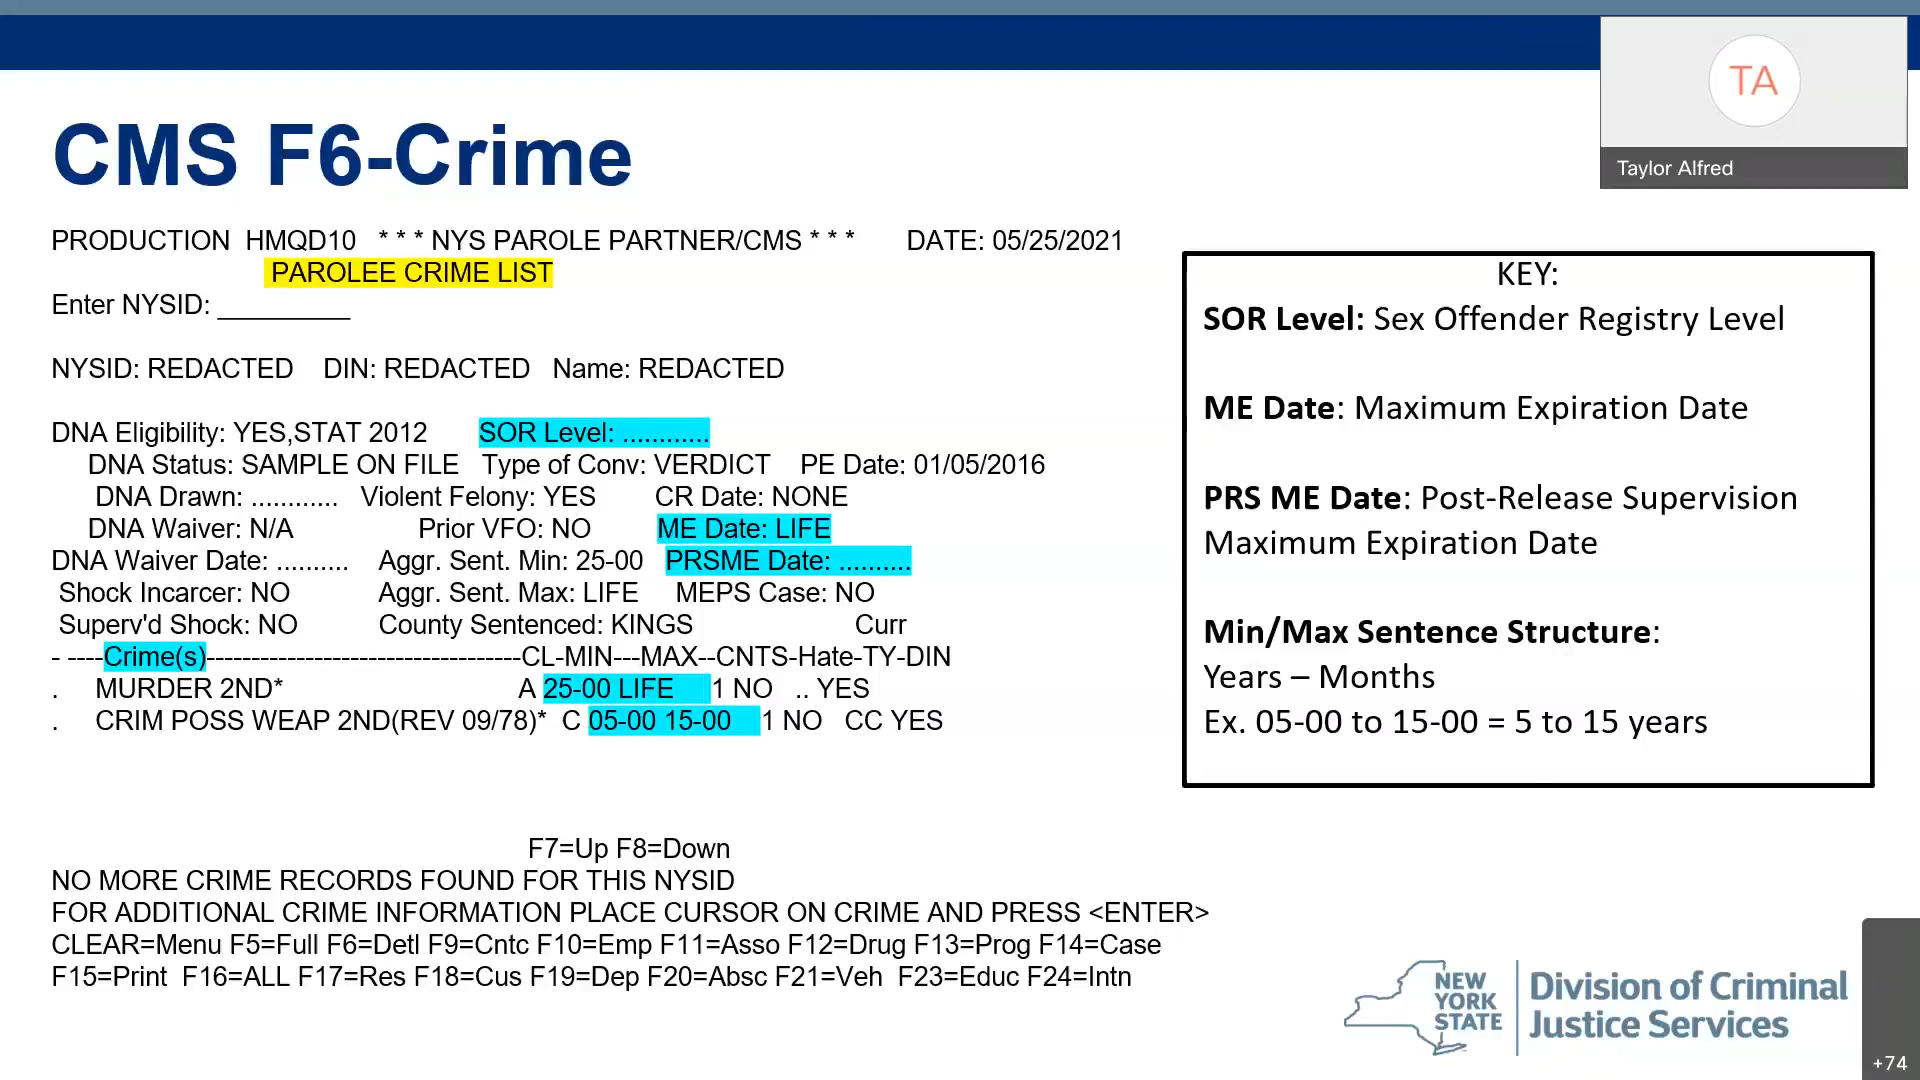 TA
Taylor Alfred
CMS F6-Crime
PRODUCTION HMQD10 * * * NYS PAROLE PARTNER/CMS * * * DATE: 05/25/2021
PAROLEE CRIME LIST
Enter NYSID: _________
NYSID: REDACTED DIN: REDACTED Name: REDACTED
DNA Eligibility: YES,STAT 2012 SOR Level: ............
DNA Status: SAMPLE ON FILE Type of Conv: VERDICT PE Date: 01/05/2016
DNA Drawn: ............ Violent Felony: YES CR Date: NONE
DNA Waiver: N/A Prior VFO: NO ME Date: LIFE
DNA Waiver Date: .......... Aggr. Sent. Min: 25-00 PRSME Date: ..........
Shock Incarcer: NO Aggr. Sent. Max: LIFE MEPS Case: NO
Superv'd Shock: NO County Sentenced: KINGS Curr
- ----Crime(s)-----------------------------------CL-MIN---MAX--CNTS-Hate-TY-DIN
. MURDER 2ND* A 25-00 LIFE 1 NO .. YES
. CRIM POSS WEAP 2ND(REV 09/78)* C 05-00 15-00 1 NO CC YES
F7=Up F8=Down
NO MORE CRIME RECORDS FOUND FOR THIS NYSID
FOR ADDITIONAL CRIME INFORMATION PLACE CURSOR ON CRIME AND PRESS <ENTER>
CLEAR=Menu F5=Full F6=Detl F9=Cntc F10=Emp F11=Asso F12=Drug F13=Prog F14=Case
F15=Print F16=ALL F17=Res F18=Cus F19=Dep F20=Absc F21=Veh F23=Educ F24=Intn
KEY:
SOR Level: Sex Offender Registry Level
ME Date: Maximum Expiration Date
PRS ME Date: Post-Release Supervision
Maximum Expiration Date
Min/Max Sentence Structure:
Years – Months
Ex. 05-00 to 15-00 = 5 to 15 years
NEW
YORK
STATE
Division of Criminal
Justice Services
+74